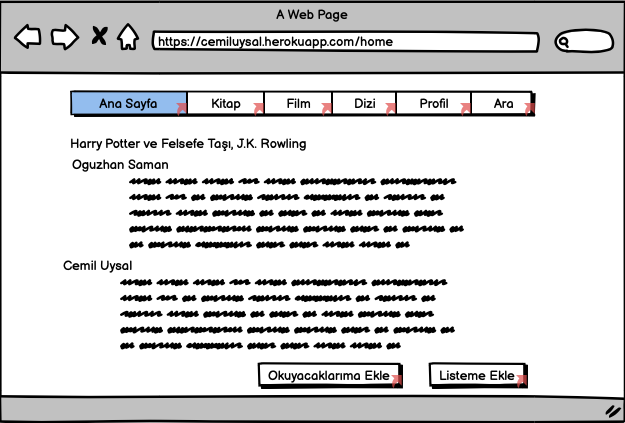 A Web Page
https://cemiluysal.herokuapp.com/home
Ana Sayfa Kitap Film Dizi Profil Ara
Harry Potter ve Felsefe Taşı, J.K. Rowling
Oguzhan Saman
Cemil Uysal
Okuyacaklarıma Ekle Listeme Ekle